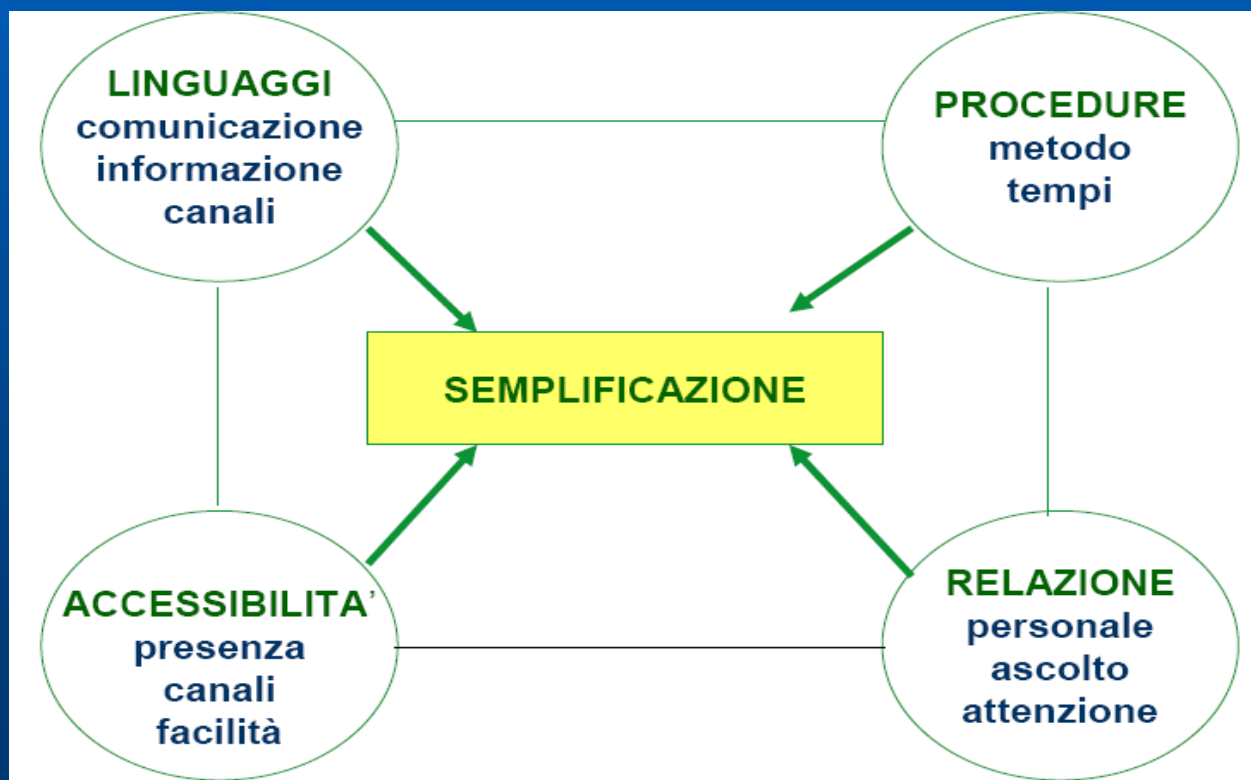 LINGUAGGI
comunicazione
informazione
canali
PROCEDURE
metodo
tempi
SEMPLIFICAZIONE
ACCESSIBILITA’
presenza
canali
facilità
RELAZIONE
personale
ascolto
attenzione